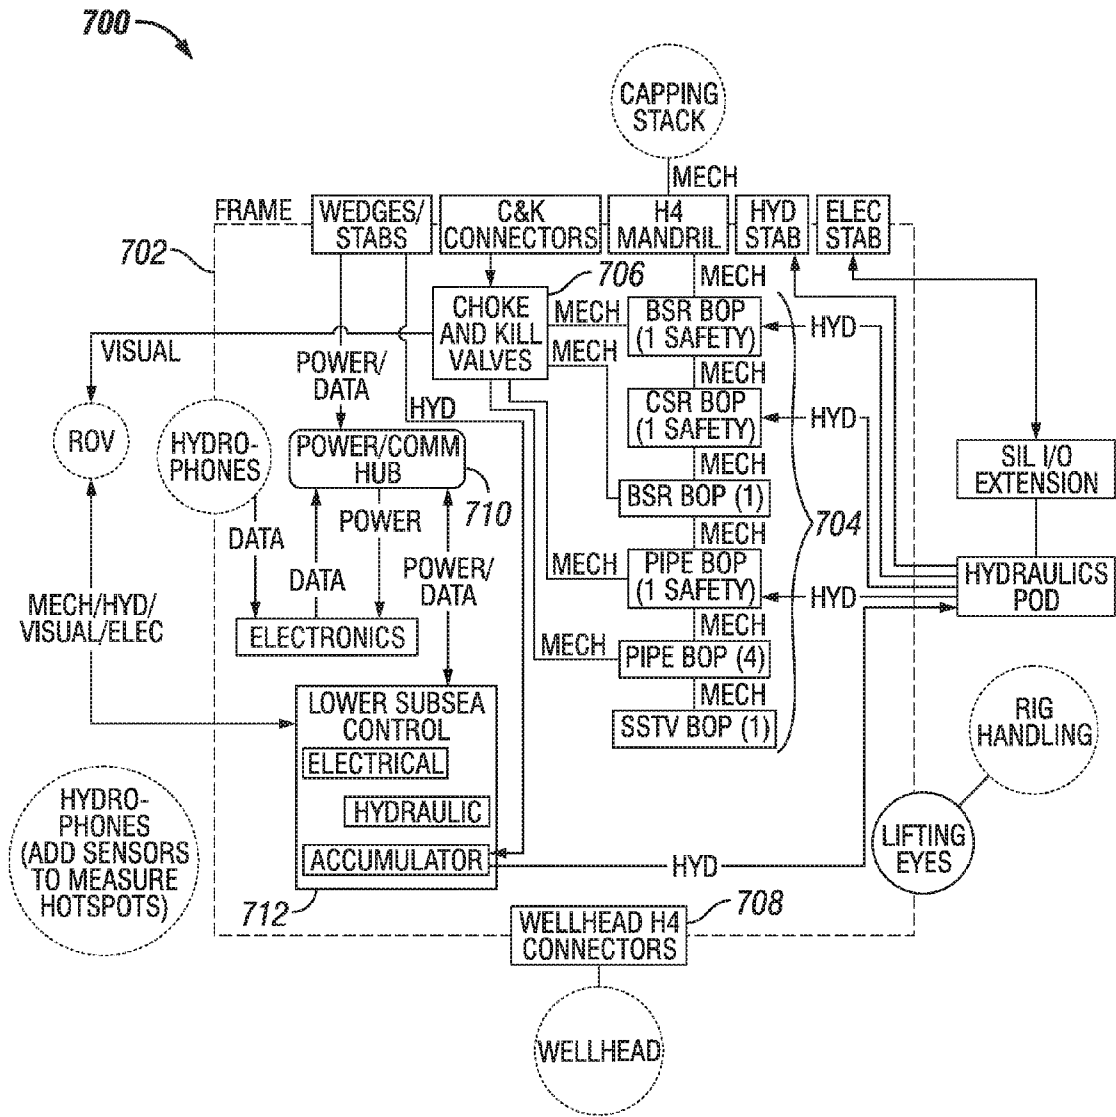 700
CAPPING
STACK
MECH
FRAME
WEDGES/
STABS
C&K
CONNECTORS
H4
MANDRIL
HYD
STAB
ELEC
STAB
702
706
MECH
CHOKE
AND KILL
VALVES
MECH
BSR BOP
(1 SAFETY)
HYD
VISUAL
MECH
POWER/
DATA
MECH
HYD
CSR BOP
(1 SAFETY)
HYD
ROV
HYDRO-
PHONES
POWER/COMM
HUB
710
MECH
SIL I/O
EXTENSION
BSR BOP (1)
704
DATA
POWER
MECH
DATA
POWER/
DATA
MECH
PIPE BOP
(1 SAFETY)
HYD
HYDRAULICS
POD
MECH/HYD/
VISUAL/ELEC
ELECTRONICS
MECH
MECH
PIPE BOP (4)
MECH
LOWER SUBSEA
CONTROL
SSTV BOP (1)
RIG
HANDLING
ELECTRICAL
HYDRAULIC
HYDRO-
PHONES
(ADD SENSORS
TO MEASURE
HOTSPOTS)
ACCUMULATOR
HYD
LIFTING
EYES
712
708
WELLHEAD H4
CONNECTORS
WELLHEAD